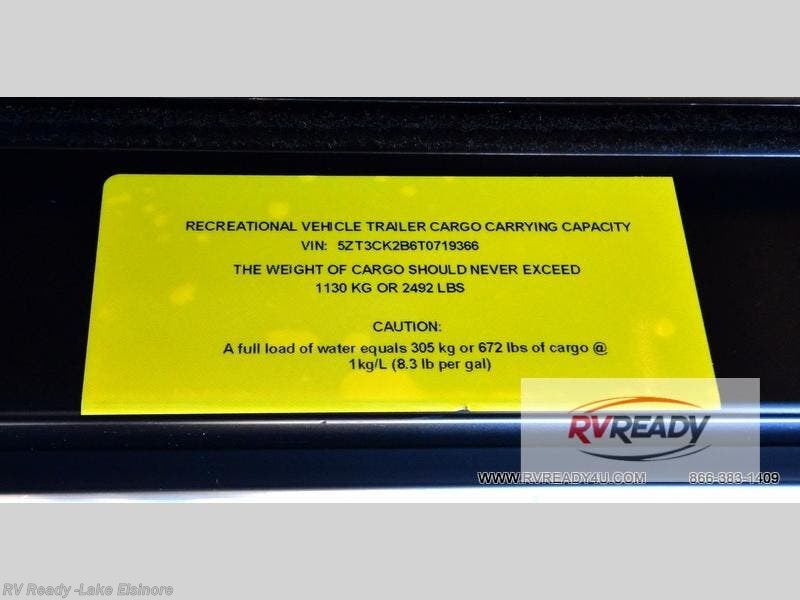 RECREATIONAL VEHICLE TRAILER CARGO CARRYING CAPACITY
VIN: 5ZT3CK2B6T0719366
THE WEIGHT OF CARGO SHOULD NEVER EXCEED
1130 KG OR 2492 LBS
CAUTION:
A full load of water equals 305 kg or 672 lbs of cargo @
1kg/L (8.3 lb per gal)
RVREADY
WWW.RVREADY4U.COM 866-383-1409
RV Ready -Lake Elsinore